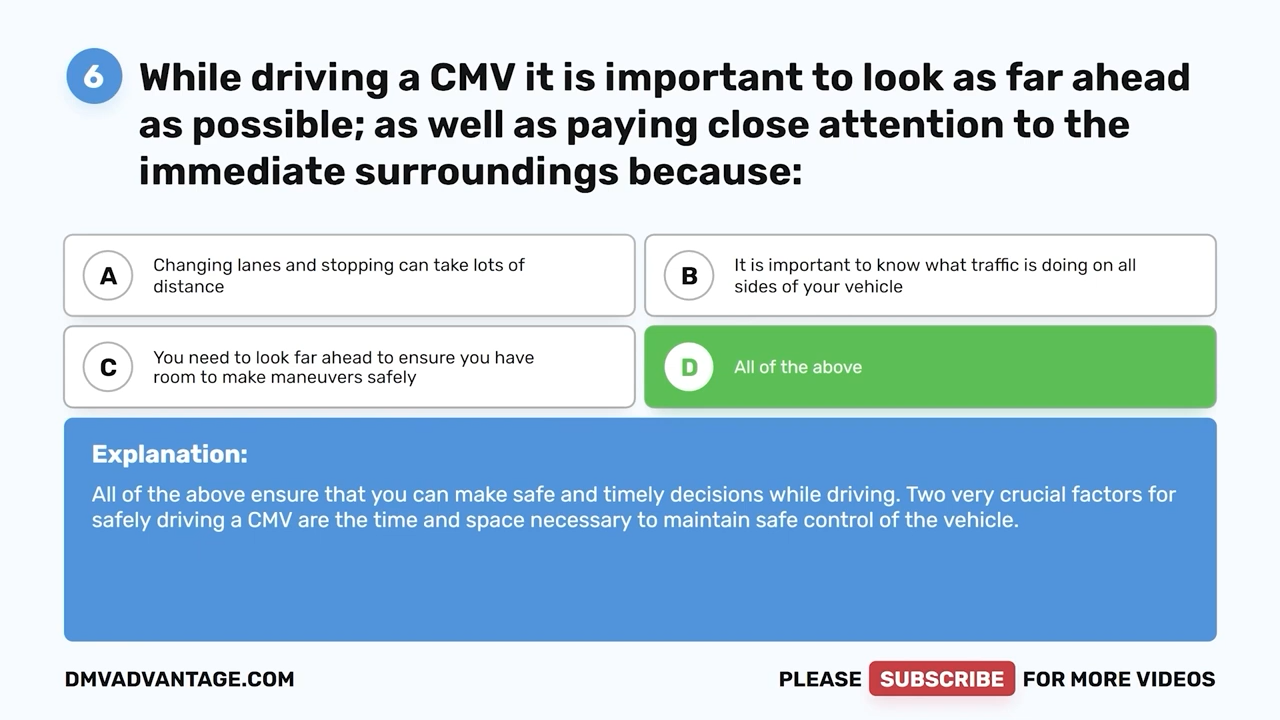 6
While driving a CMV it is important to look as far ahead
as possible; as well as paying close attention to the
immediate surroundings because:
A
Changing lanes and stopping can take lots of
distance
B
It is important to know what traffic is doing on all
sides of your vehicle
C
You need to look far ahead to ensure you have
room to make maneuvers safely
D
All of the above
Explanation:
All of the above ensure that you can make safe and timely decisions while driving. Two very crucial factors for
safely driving a CMV are the time and space necessary to maintain safe control of the vehicle.
DMVADVANTAGE.COM
PLEASE SUBSCRIBE FOR MORE VIDEOS